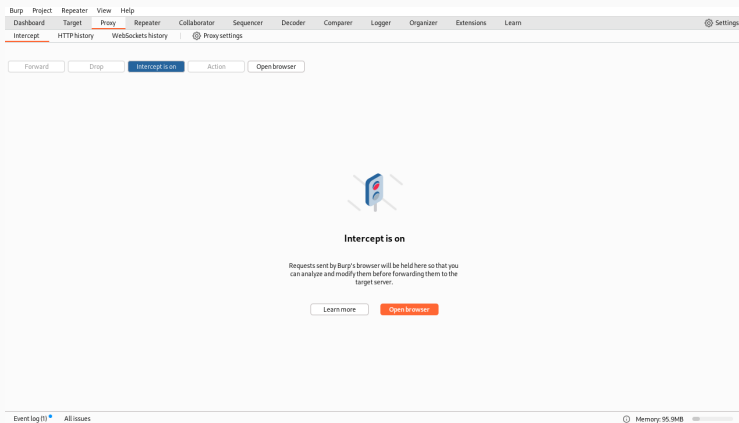 Burp Project Repeater View Help
Dashboard Target Proxy Repeater Collaborator Sequencer Decoder Comparer Logger Organizer Extensions Learn Settings
Intercept HTTP history WebSockets history Proxy settings
Forward Drop Intercept is on Action Open browser
Intercept is on
Requests sent by Burp's browser will be held here so that you
can analyze and modify them before forwarding them to the
target server.
Learn more Open browser
Event log (1) All issues Memory: 95.9MB